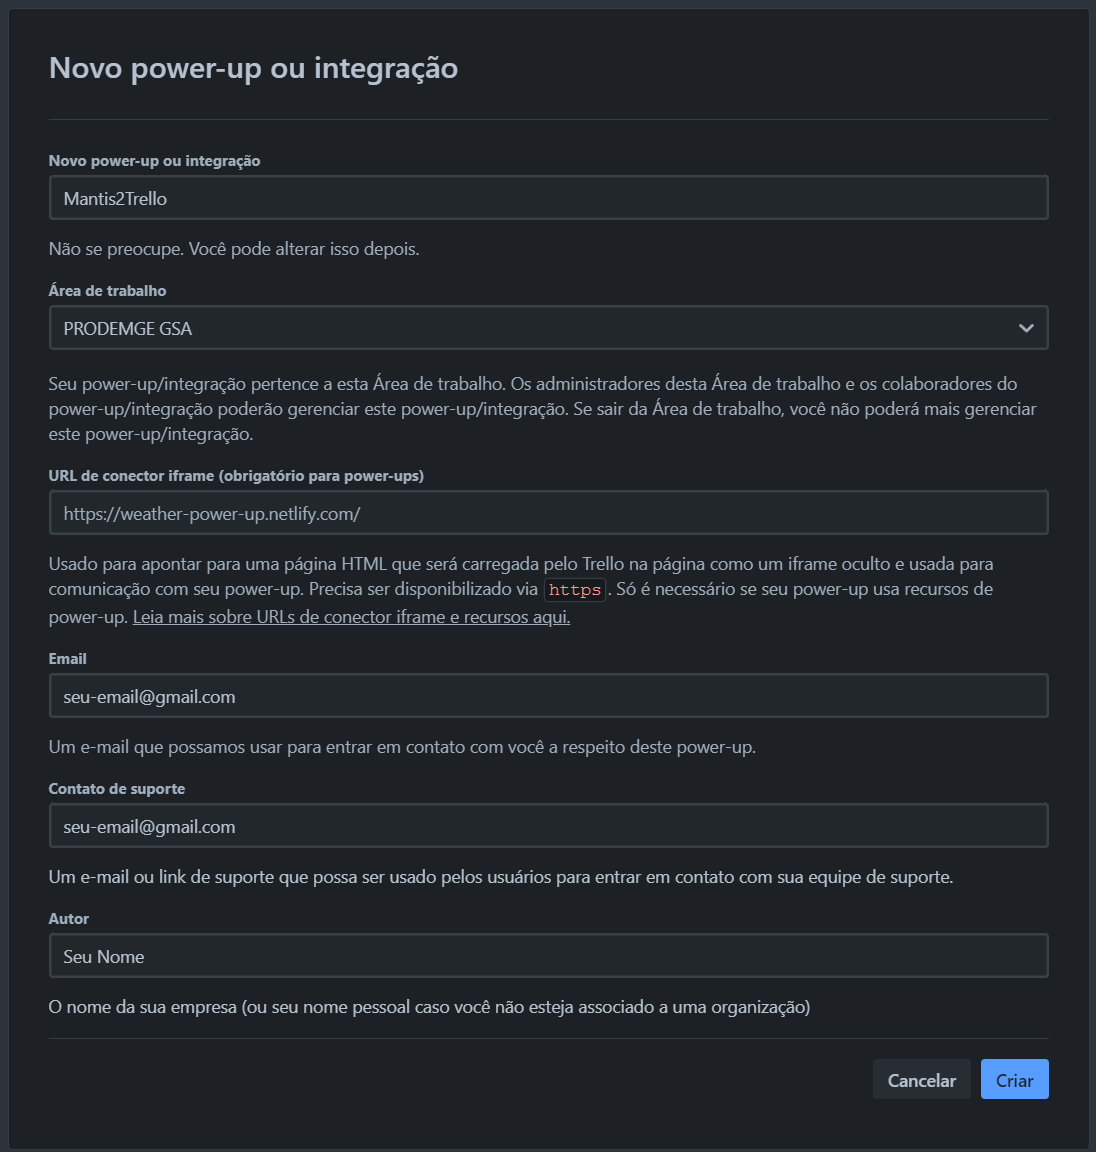 Novo power-up ou integração
Novo power-up ou integração
Mantis2Trello
Não se preocupe. Você pode alterar isso depois.
Área de trabalho
PRODEMGE GSA
Seu power-up/integração pertence a esta Área de trabalho. Os administradores desta Área de trabalho e os colaboradores do
power-up/integração poderão gerenciar este power-up/integração. Se sair da Área de trabalho, você não poderá mais gerenciar
este power-up/integração.
URL de conector iframe (obrigatório para power-ups)
https://weather-power-up.netlify.com/
Usado para apontar para uma página HTML que será carregada pelo Trello na página como um iframe oculto e usada para
comunicação com seu power-up. Precisa ser disponibilizado via https. Só é necessário se seu power-up usa recursos de
power-up. Leia mais sobre URLs de conector iframe e recursos aqui.
Email
seu-email@gmail.com
Um e-mail que possamos usar para entrar em contato com você a respeito deste power-up.
Contato de suporte
seu-email@gmail.com
Um e-mail ou link de suporte que possa ser usado pelos usuários para entrar em contato com sua equipe de suporte.
Autor
Seu Nome
O nome da sua empresa (ou seu nome pessoal caso você não esteja associado a uma organização)
Cancelar
Criar